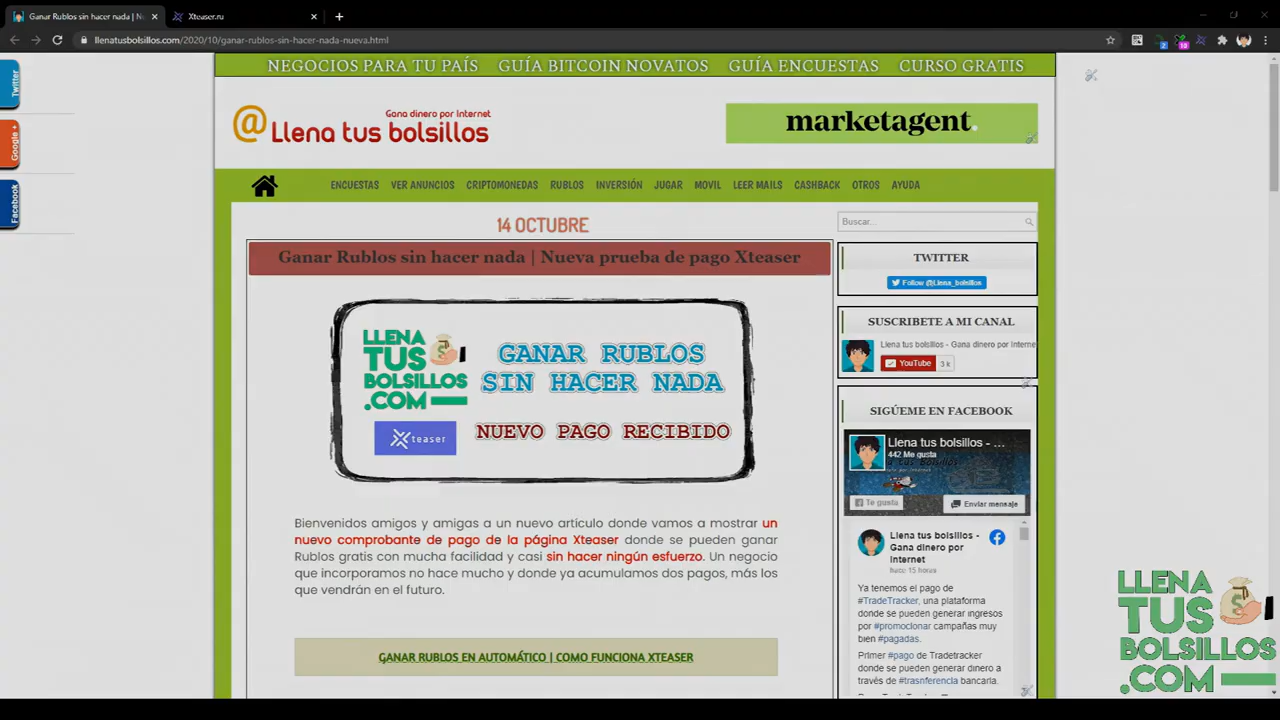 Ganar Rublos sin hacer nada | N
Xteaser.ru
llenatusbolsillos.com/2020/10/ganar-rublos-sin-hacer-nada-nueva.html
2
10
Twitter
Google +
Facebook
NEGOCIOS PARA TU PAÍS
GUÍA BITCOIN NOVATOS
GUÍA ENCUESTAS
CURSO GRATIS
Gana dinero por Internet
@ Llena tus bolsillos
marketagent.
ENCUESTAS
VER ANUNCIOS
CRIPTOMONEDAS
RUBLOS
INVERSIÓN
JUGAR
MOVIL
LEER MAILS
CASHBACK
OTROS
AYUDA
14 OCTUBRE
Ganar Rublos sin hacer nada | Nueva prueba de pago Xteaser
LLENA
TUS
BOLSILLOS
.COM
GANAR RUBLOS
SIN HACER NADA
xteaser
NUEVO PAGO RECIBIDO
Bienvenidos amigos y amigas a un nuevo artículo donde vamos a mostrar un
nuevo comprobante de pago de la página Xteaser donde se pueden ganar
Rublos gratis con mucha facilidad y casi sin hacer ningún esfuerzo. Un negocio
que incorporamos no hace mucho y donde ya acumulamos dos pagos, más los
que vendrán en el futuro.
GANAR RUBLOS EN AUTOMÁTICO | COMO FUNCIONA XTEASER
Buscar...
TWITTER
Follow @Llena_bolsillos
SUSCRIBETE A MI CANAL
Llena tus bolsillos - Gana dinero por Interne
YouTube
3 k
SIGÚEME EN FACEBOOK
Llena tus bolsillos - ...
442 Me gusta
Te gusta
Enviar mensaje
Llena tus bolsillos -
Gana dinero por
Internet
hace 15 horas
Ya tenemos el pago de
#TradeTracker, una plataforma
donde se pueden generar ingresos
por #promocionar campañas muy
bien #pagadas.
Primer #pago de Tradetracker
donde se pueden generar dinero a
través de #trasnferencia bancaria.
LLENA
TUS
BOLSILLOS
.COM